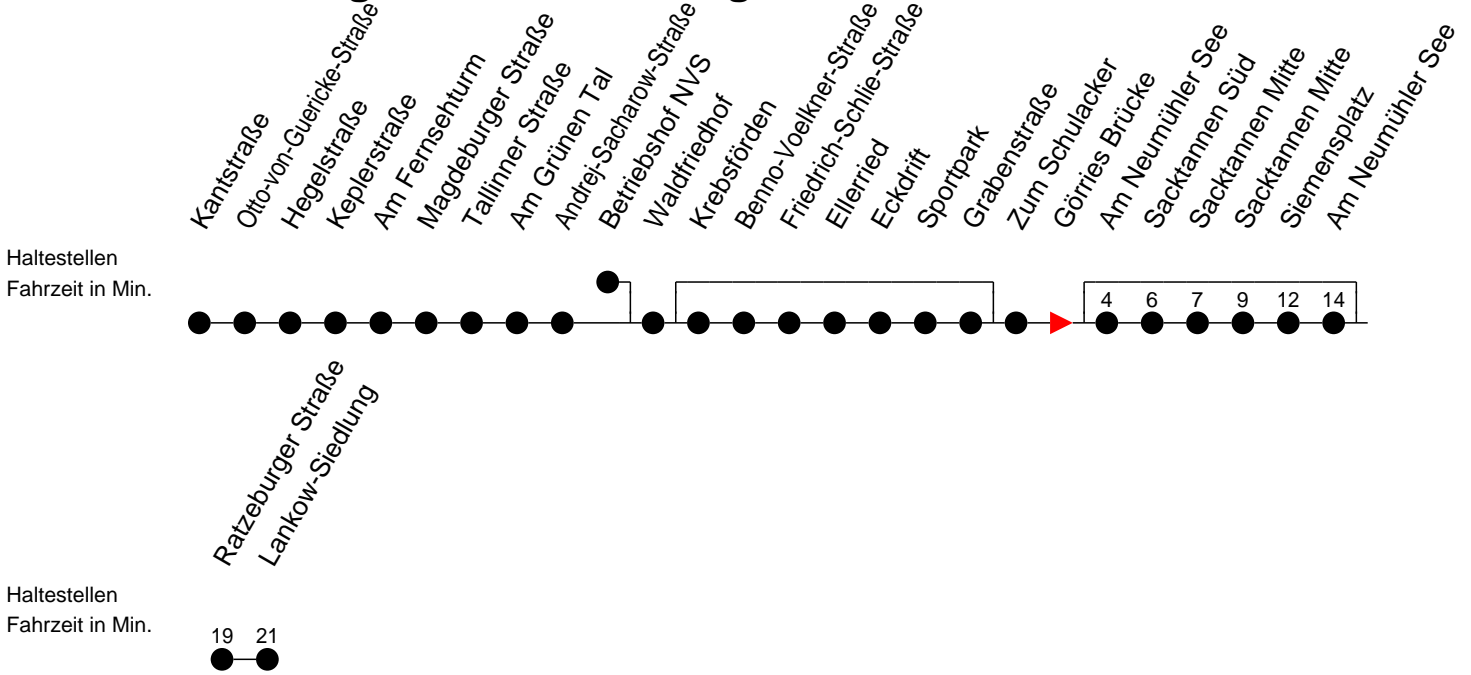 Kantstraße
Otto-von-Guericke-Straße
Hegelstraße
Keplerstraße
Am Fernsehturm
Magdeburger Straße
Tallinner Straße
Am Grünen Tal
Andrej-Sacharow-Straße
Betriebshof NVS
Waldfriedhof
Krebsförden
Benno-Voelkner-Straße
Friedrich-Schlie-Straße
Ellerried
Eckdrift
Sportpark
Grabenstraße
Zum Schulacker
Görries Brücke
Am Neumühler See
Sacktannen Süd
Sacktannen Mitte
Sacktannen Mitte
Siemensplatz
Am Neumühler See
Haltestellen
Fahrzeit in Min.
4 6 7 9 12 14
Ratzeburger Straße
Lankow-Siedlung
Haltestellen
Fahrzeit in Min.
19 21